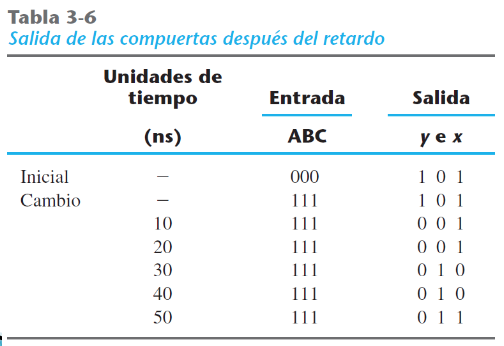 Tabla 3-6
Salida de las compuertas después del retardo
Unidades de
tiempo Entrada Salida
(ns) ABC y e x
Inicial – 000 1 0 1
Cambio – 111 1 0 1
10 111 0 0 1
20 111 0 0 1
30 111 0 1 0
40 111 0 1 0
50 111 0 1 1